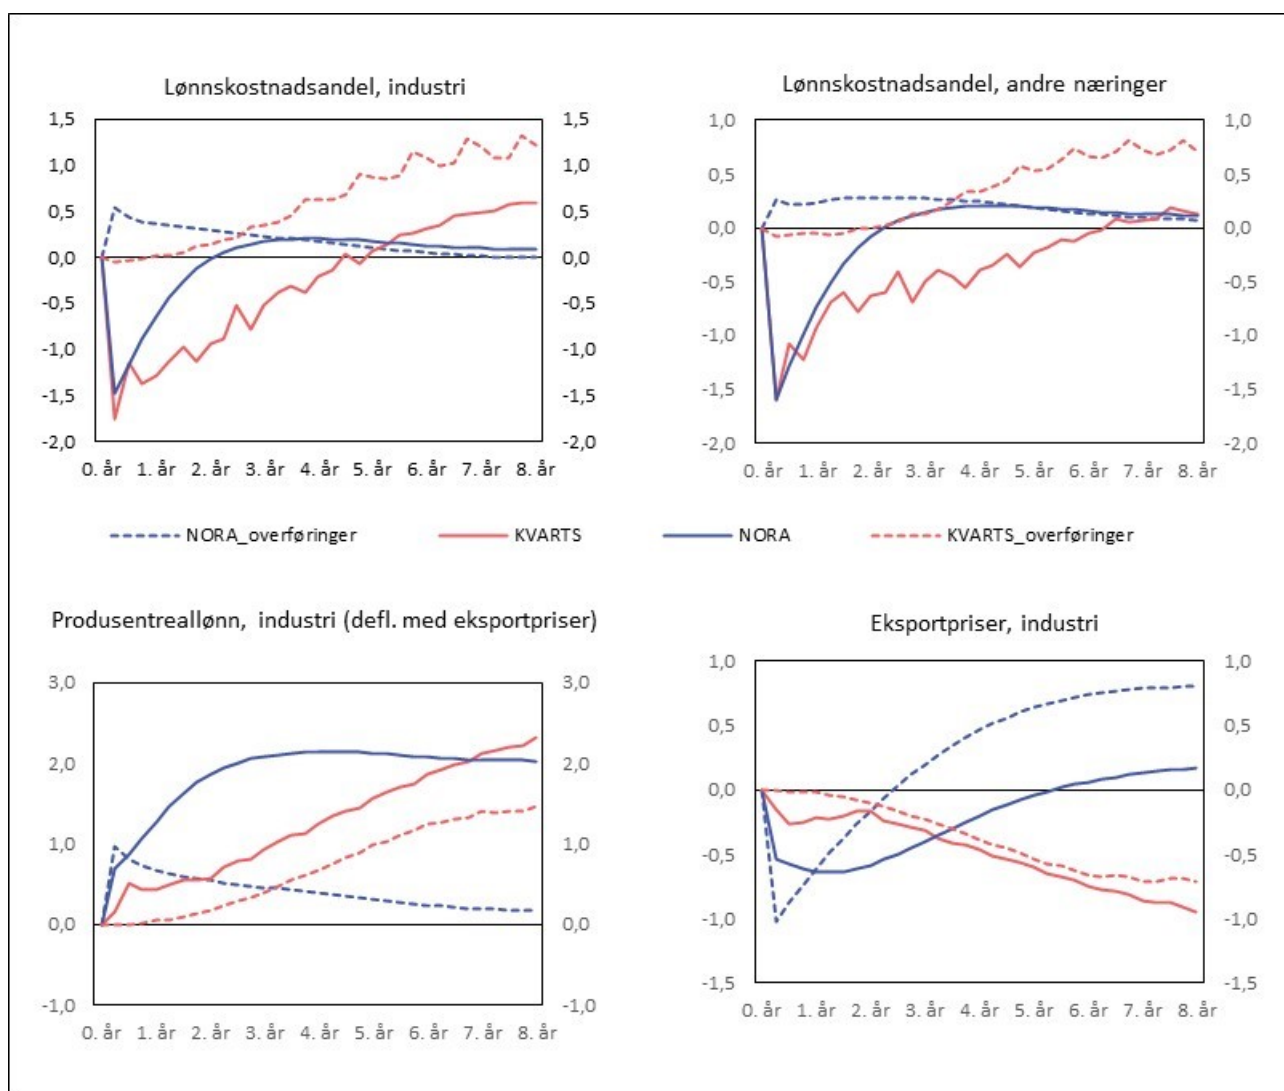 Lønnskostnadsandel, industri
1,5 1,5
1,0 1,0
0,5 0,5
0,0 0,0
-0,5 -0,5
-1,0 -1,0
-1,5 -1,5
-2,0 -2,0
0. år 1. år 2. år 3. år 4. år 5. år 6. år 7. år 8. år
Lønnskostnadsandel, andre næringer
1,0 1,0
0,5 0,5
0,0 0,0
-0,5 -0,5
-1,0 -1,0
-1,5 -1,5
-2,0 -2,0
0. år 1. år 2. år 3. år 4. år 5. år 6. år 7. år 8. år
NORA_overføringer KVARTS NORA KVARTS_overføringer
Produsentreallønn, industri (defl. med eksportpriser)
3,0 3,0
2,0 2,0
1,0 1,0
0,0 0,0
-1,0 -1,0
0. år 1. år 2. år 3. år 4. år 5. år 6. år 7. år 8. år
Eksportpriser, industri
1,0 1,0
0,5 0,5
0,0 0,0
-0,5 -0,5
-1,0 -1,0
-1,5 -1,5
0. år 1. år 2. år 3. år 4. år 5. år 6. år 7. år 8. år